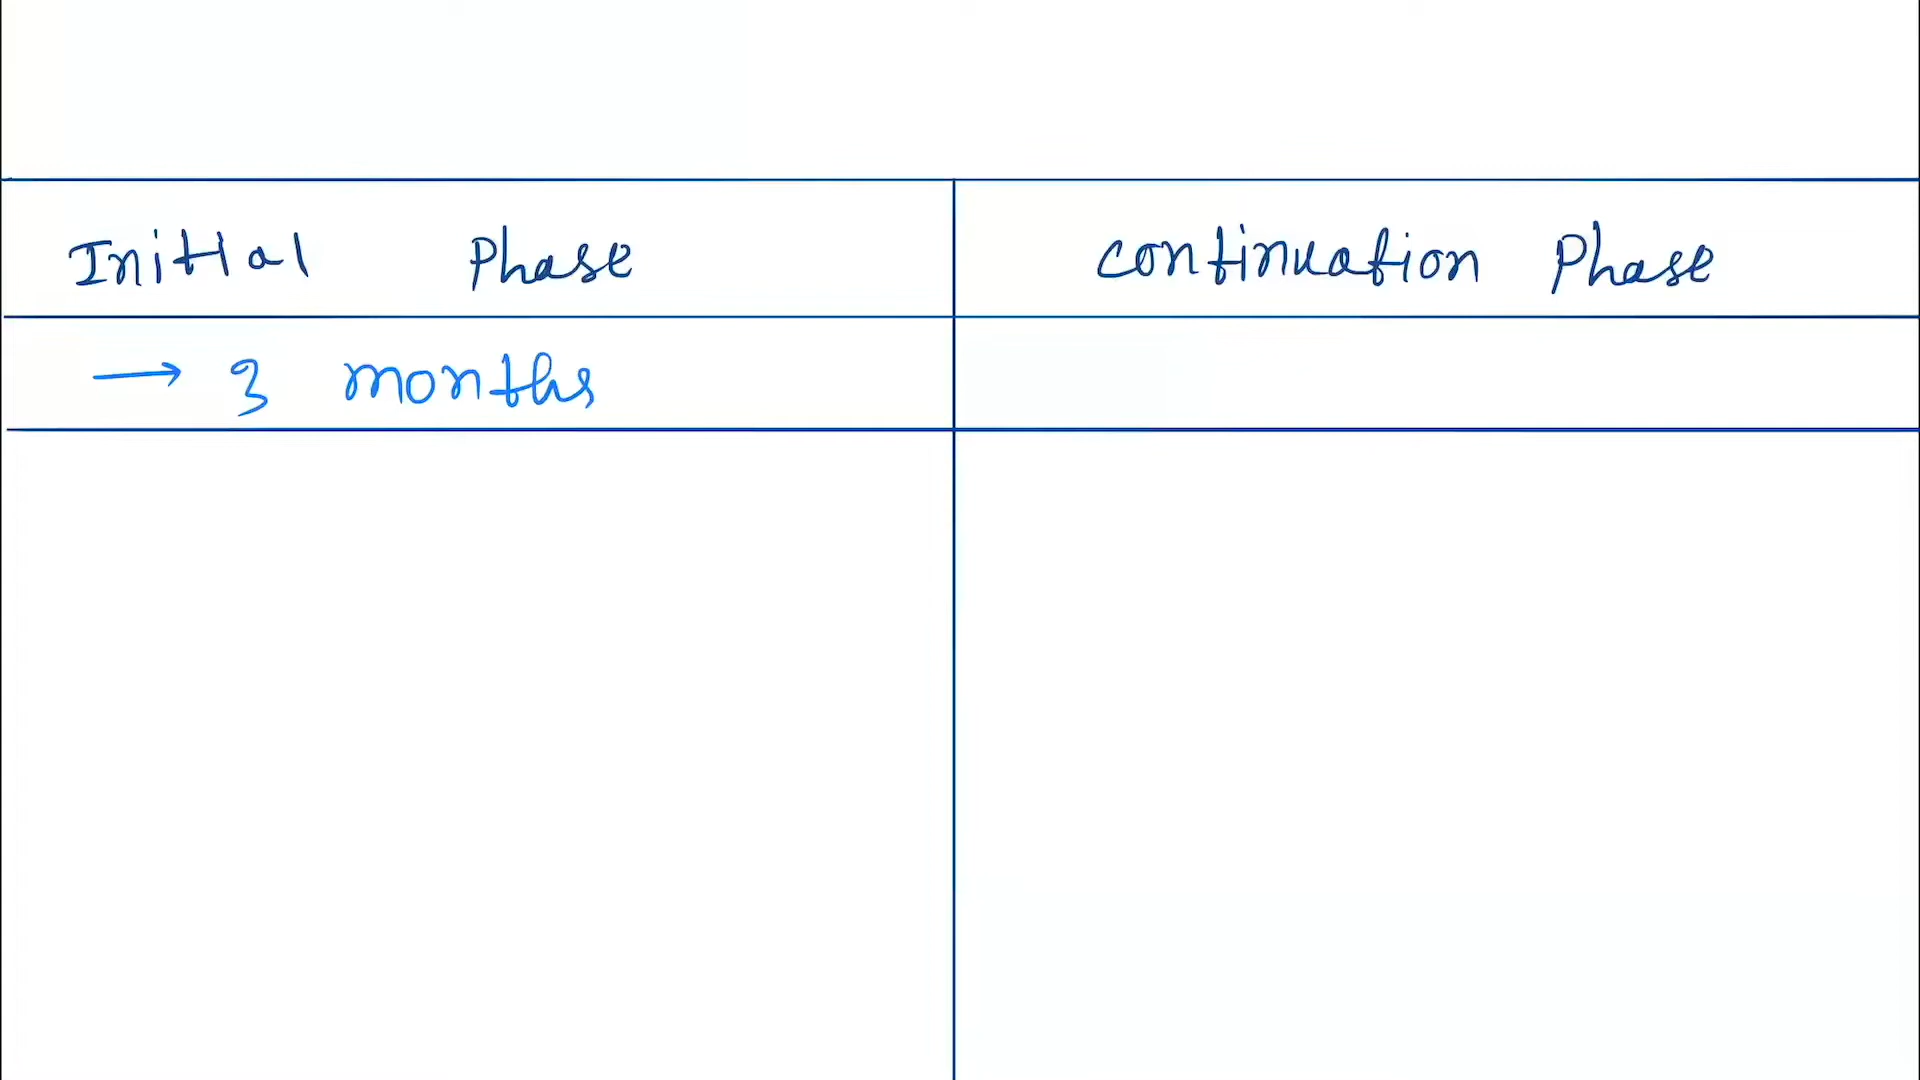 Initial Phase
continuation Phase
→ 3 months